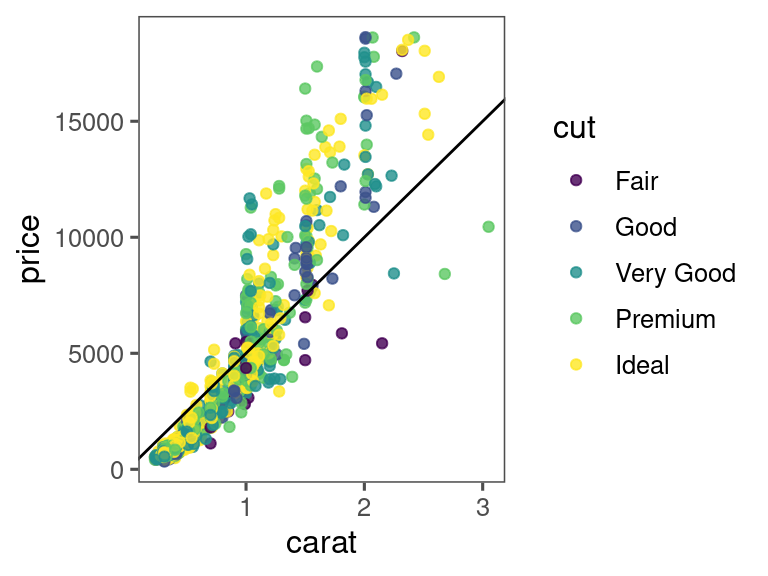 price
15000
10000
5000
0
1 2 3
carat
cut
Fair
Good
Very Good
Premium
Ideal